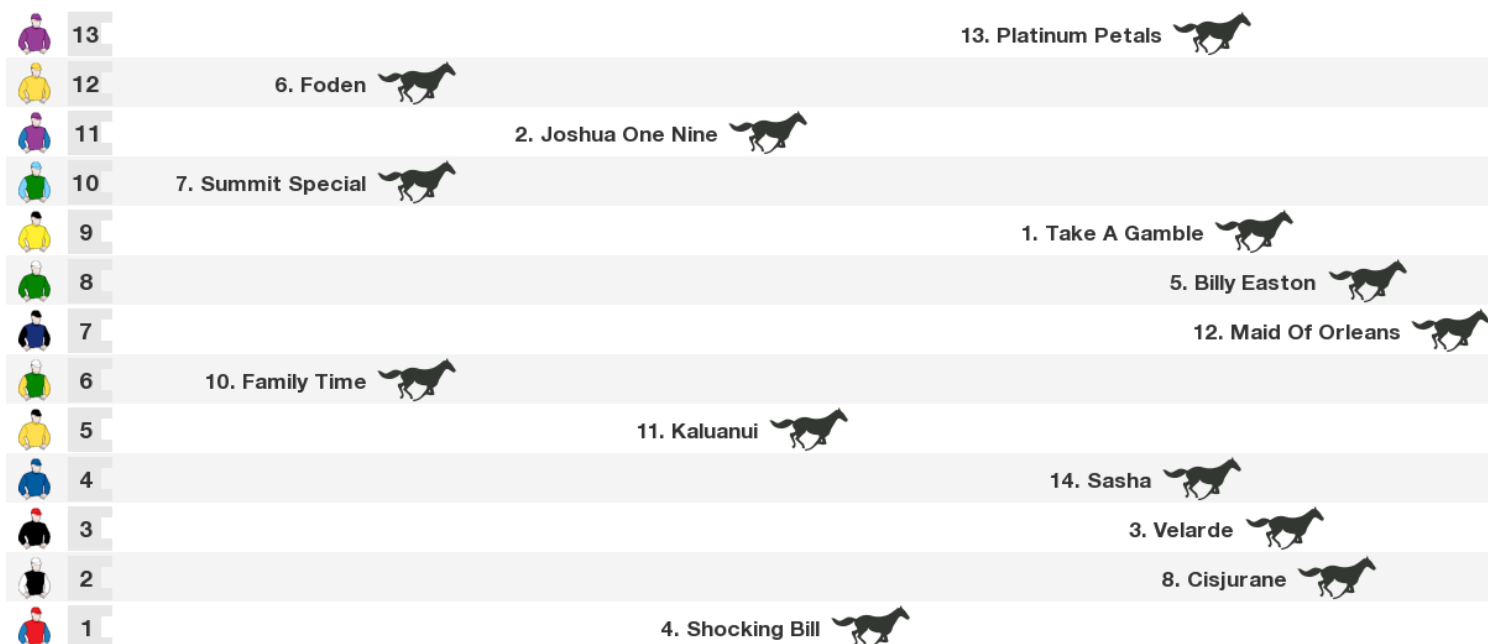 13 13. Platinum Petals
12 6. Foden
11 2. Joshua One Nine
10 7. Summit Special
9 1. Take A Gamble
8 5. Billy Easton
7 12. Maid Of Orleans
6 10. Family Time
5 11. Kaluanui
4 14. Sasha
3 3. Velarde
2 8. Cisjurane
1 4. Shocking Bill